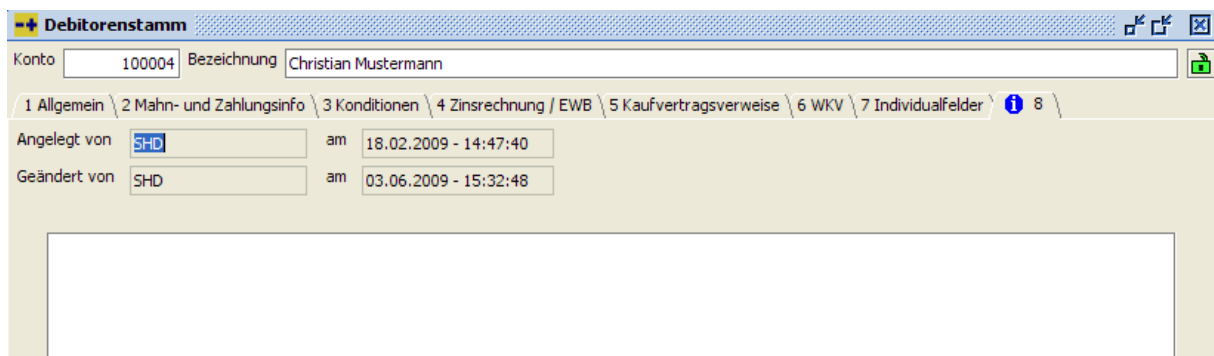 Debitorenstamm
Konto 100004 Bezeichnung Christian Mustermann
1 Allgemein 2 Mahn- und Zahlungsinfo 3 Konditionen 4 Zinsrechnung / EWB 5 Kaufvertragsverweise 6 WKV 7 Individualfelder 8
Angelegt von SHD am 18.02.2009 - 14:47:40
Geändert von SHD am 03.06.2009 - 15:32:48